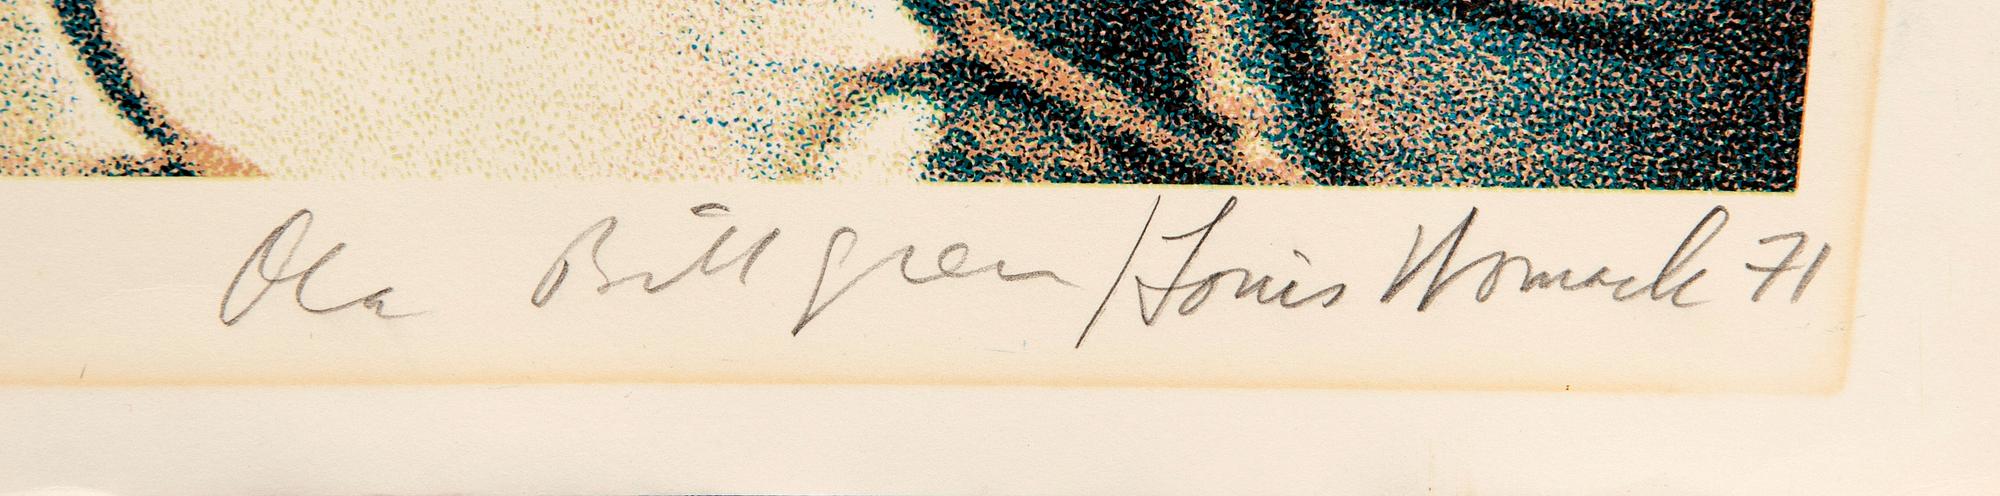 Ola Billgren / Louis Womack 71